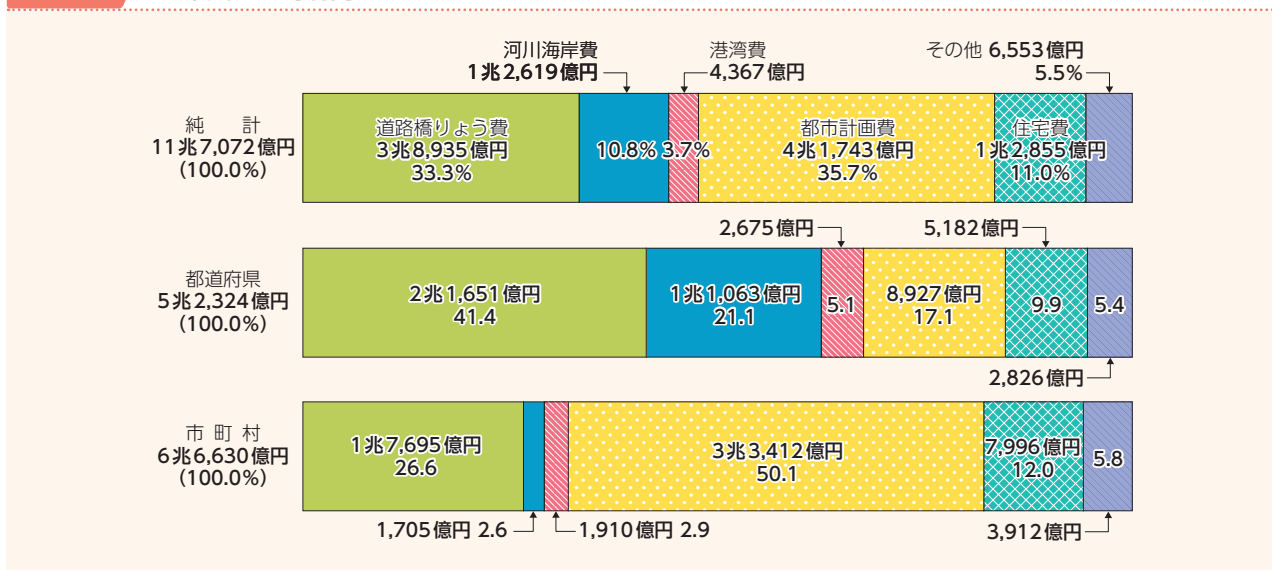 河川海岸費
1兆2,619億円
港湾費
4,367億円
その他 6,553億円
5.5%
純計
11兆7,072億円
(100.0%)
道路橋りょう費
3兆8,935億円
33.3%
10.8%
3.7%
都市計画費
4兆1,743億円
35.7%
住宅費
1兆2,855億円
11.0%
2,675億円
5,182億円
都道府県
5兆2,324億円
(100.0%)
2兆1,651億円
41.4
1兆1,063億円
21.1
5.1
8,927億円
17.1
9.9
5.4
2,826億円
市町村
6兆6,630億円
(100.0%)
1兆7,695億円
26.6
3兆3,412億円
50.1
7,996億円
12.0
5.8
1,705億円 2.6
1,910億円 2.9
3,912億円